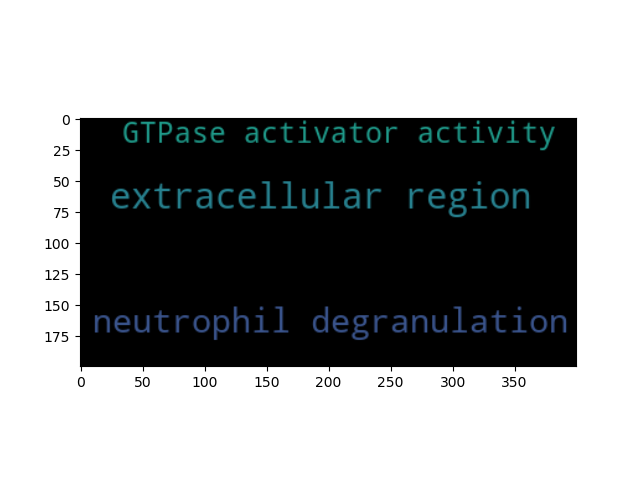 0
25
50
75
100
125
150
175
GTPase activator activity
extracellular region
neutrophil degranulation
0 50 100 150 200 250 300 350